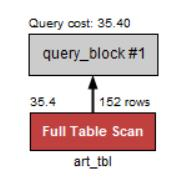 Query cost: 35.40
query_block #1
35.4 152 rows
Full Table Scan
art_tbl